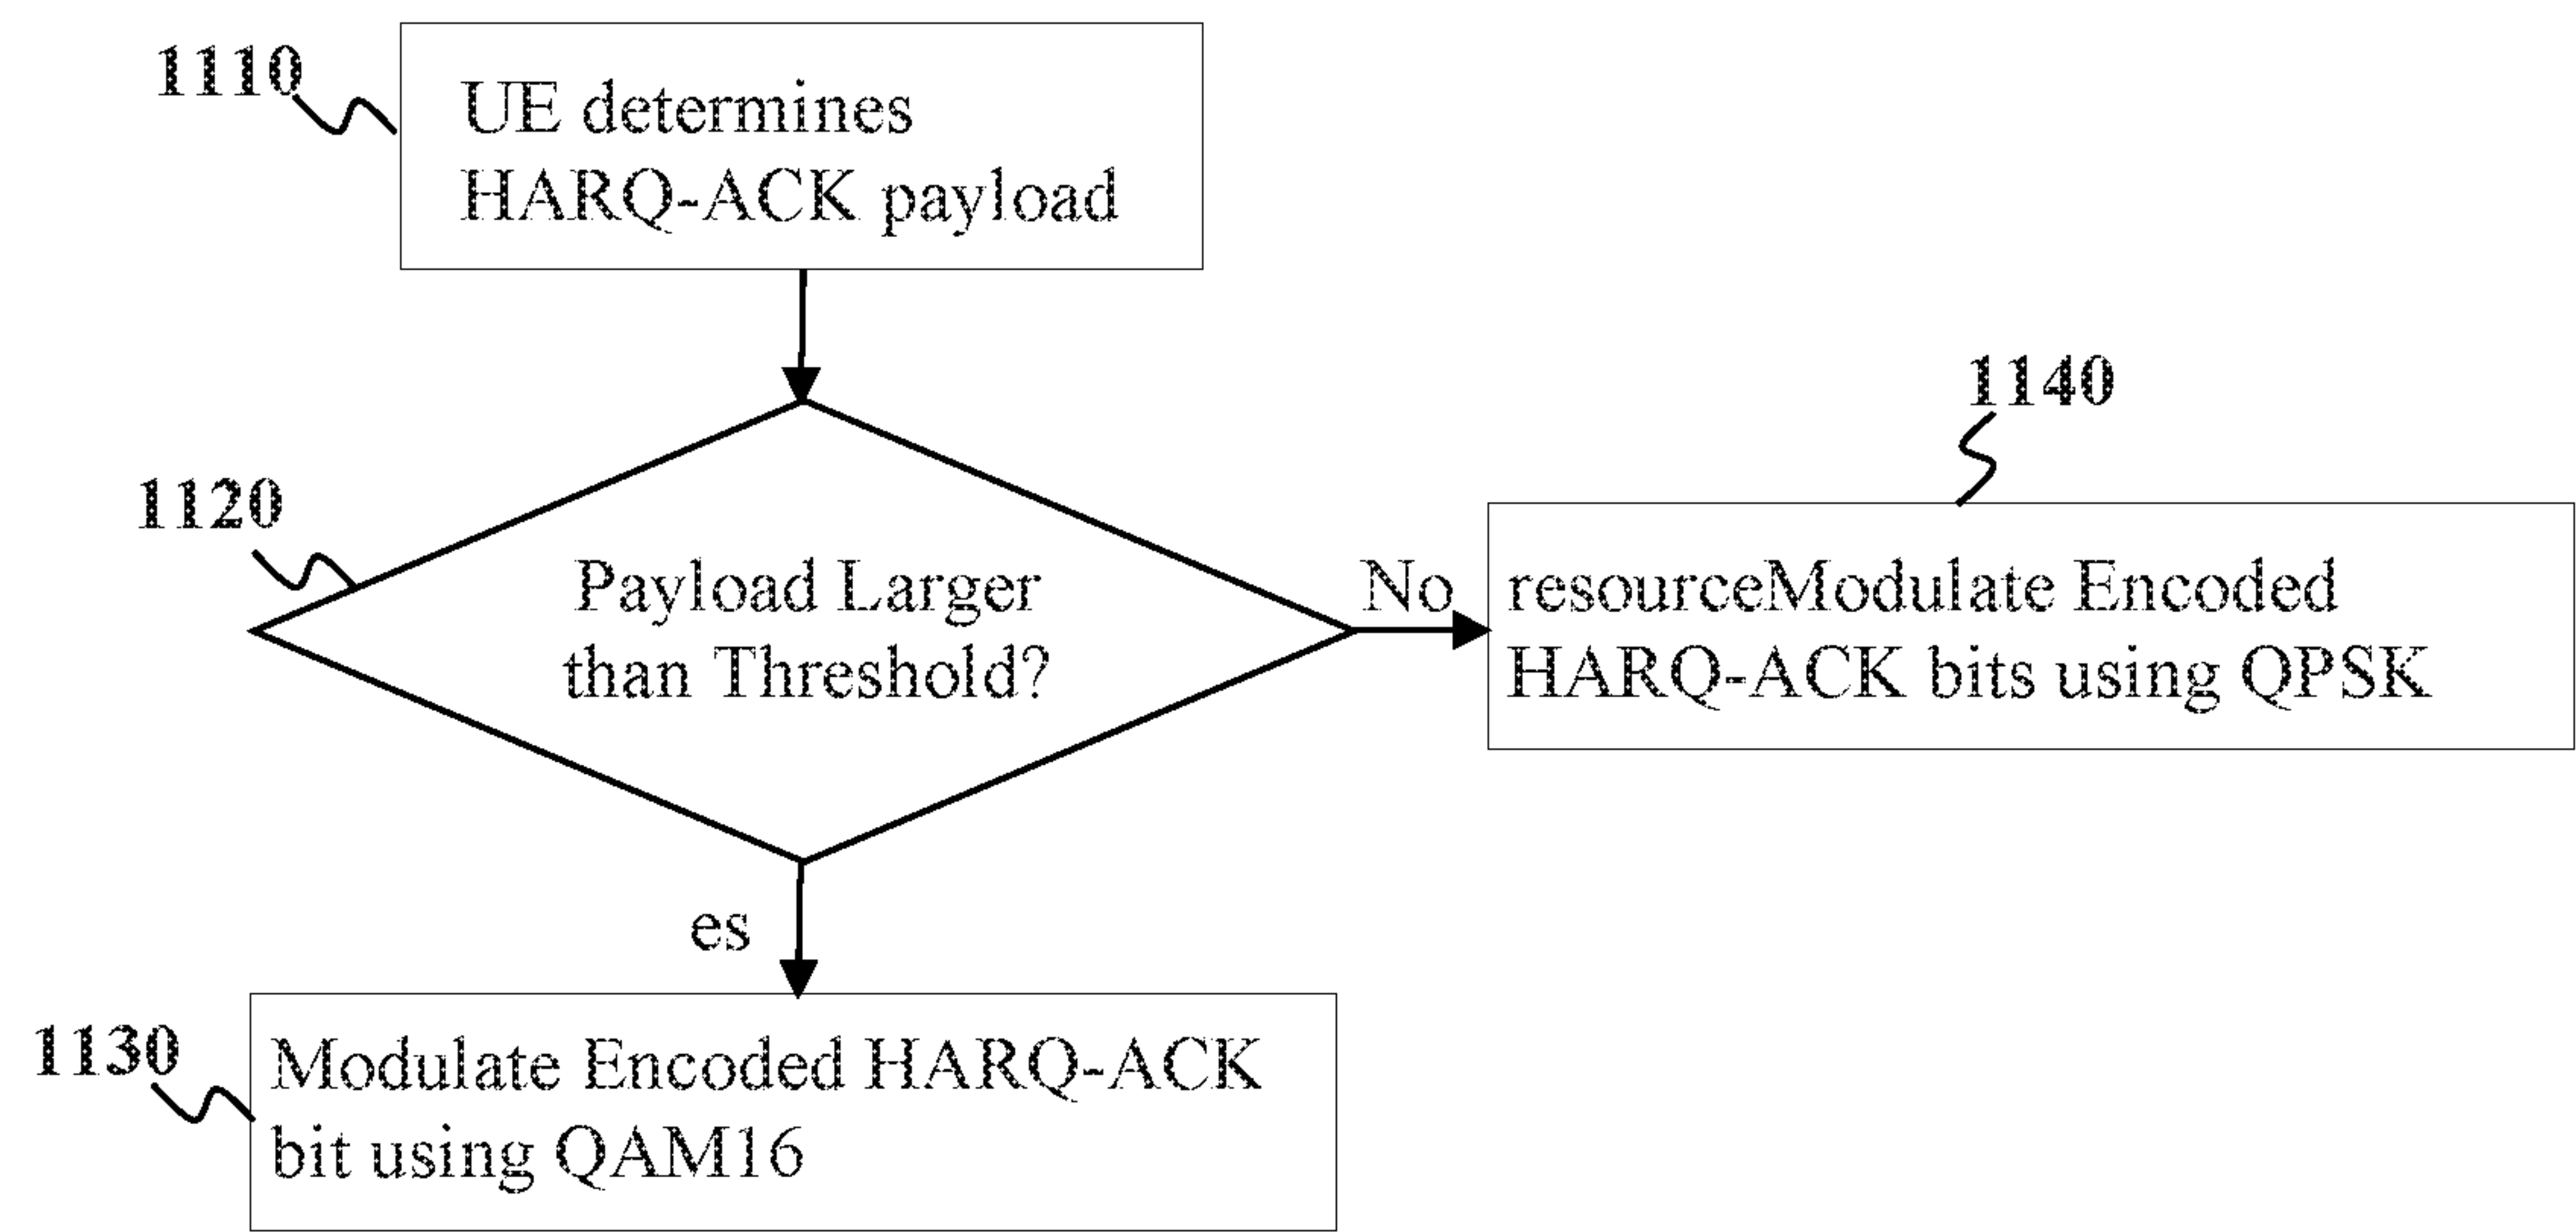 1110
UE determines
HARQ-ACK payload
1120
Payload Larger
than Threshold?
No
1140
resourceModulate Encoded
HARQ-ACK bits using QPSK
es
1130
Modulate Encoded HARQ-ACK
bit using QAM16